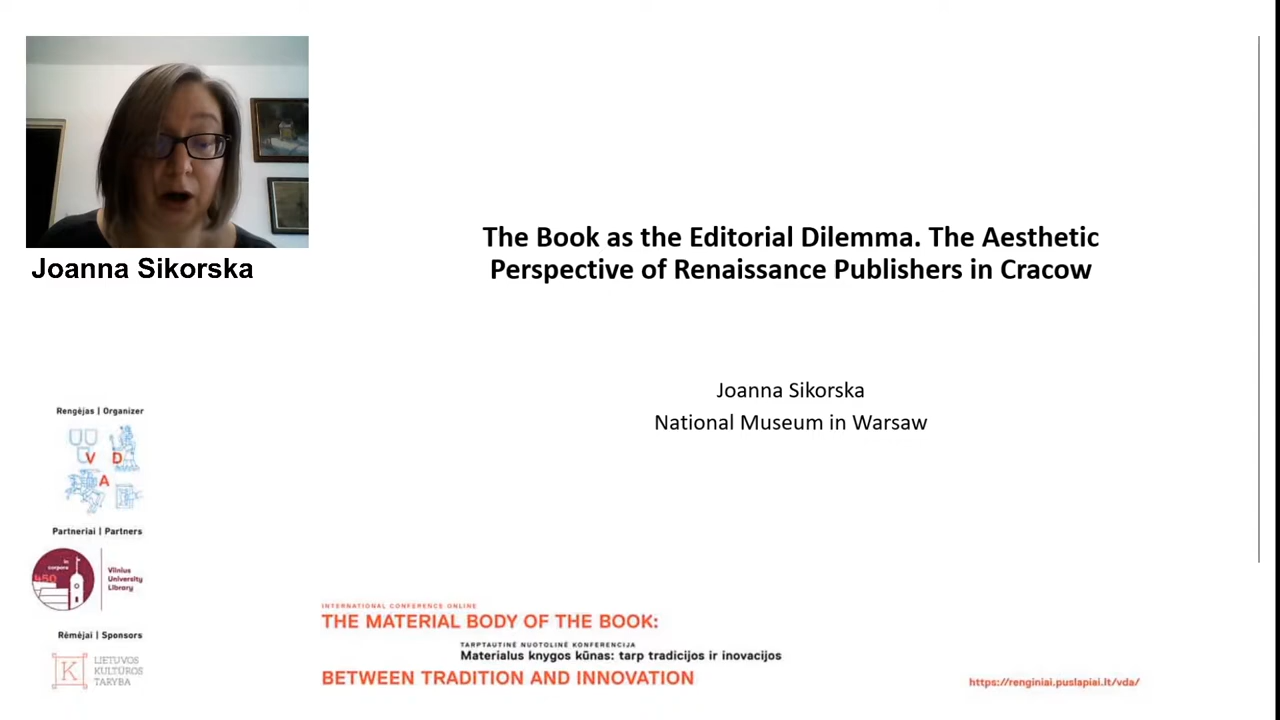 Joanna Sikorska
The Book as the Editorial Dilemma. The Aesthetic
Perspective of Renaissance Publishers in Cracow
Joanna Sikorska
National Museum in Warsaw
Rengėjas | Organizer
V D
A
Partneriai | Partners
in
corpore
450
Vilnius
University
Library
Rėmėjai | Sponsors
K
LIETUVOS
KULTŪROS
TARYBA
INTERNATIONAL CONFERENCE ONLINE
THE MATERIAL BODY OF THE BOOK:
TARPTAUTINĖ NUOTOLINĖ KONFERENCIJA
Materialus knygos kūnas: tarp tradicijos ir inovacijos
BETWEEN TRADITION AND INNOVATION
https://renginiai.puslapiai.lt/vda/